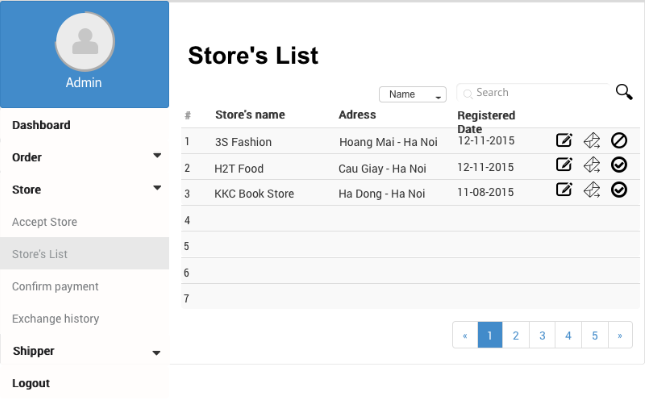 Admin
Dashboard
Order
Store
Accept Store
Store's List
Confirm payment
Exchange history
Shipper
Logout
Store's List
Name
Search
# Store's name Adress Registered Date
1 3S Fashion Hoang Mai - Ha Noi 12-11-2015
2 H2T Food Cau Giay - Ha Noi 12-11-2015
3 KKC Book Store Ha Dong - Ha Noi 11-08-2015
4
5
6
7
« 1 2 3 4 5 »